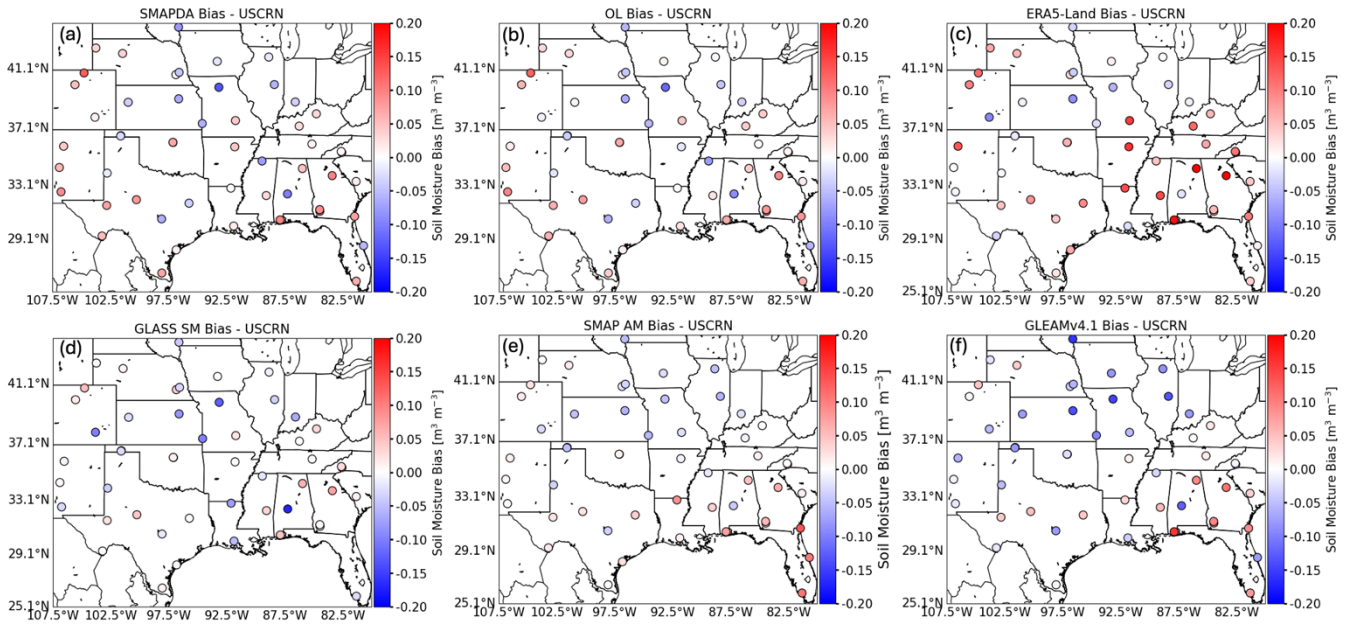 SMAPDA Bias - USCRN
(a)
41.1°N
37.1°N
33.1°N
29.1°N
107.5°W 102.5°W 97.5°W 92.5°W 87.5°W 82.5°W
0.20
0.15
0.10
0.05
0.00
-0.05
-0.10
-0.15
-0.20
Soil Moisture Bias [m³ m⁻³]
OL Bias - USCRN
(b)
41.1°N
37.1°N
33.1°N
29.1°N
107.5°W 102.5°W 97.5°W 92.5°W 87.5°W 82.5°W
0.20
0.15
0.10
0.05
0.00
-0.05
-0.10
-0.15
-0.20
Soil Moisture Bias [m³ m⁻³]
ERA5-Land Bias - USCRN
(c)
41.1°N
37.1°N
33.1°N
29.1°N
25.1°N
107.5°W 102.5°W 97.5°W 92.5°W 87.5°W 82.5°W
0.20
0.15
0.10
0.05
0.00
-0.05
-0.10
-0.15
-0.20
Soil Moisture Bias [m³ m⁻³]
GLASS SM Bias - USCRN
(d)
41.1°N
37.1°N
33.1°N
29.1°N
25.1°N
107.5°W 102.5°W 97.5°W 92.5°W 87.5°W 82.5°W
0.20
0.15
0.10
0.05
0.00
-0.05
-0.10
-0.15
-0.20
Soil Moisture Bias [m³ m⁻³]
SMAP AM Bias - USCRN
(e)
41.1°N
37.1°N
33.1°N
29.1°N
25.1°N
107.5°W 102.5°W 97.5°W 92.5°W 87.5°W 82.5°W
0.20
0.15
0.10
0.05
0.00
-0.05
-0.10
-0.15
-0.20
Soil Moisture Bias [m³ m⁻³]
GLEAMv4.1 Bias - USCRN
(f)
41.1°N
37.1°N
33.1°N
29.1°N
25.1°N
107.5°W 102.5°W 97.5°W 92.5°W 87.5°W 82.5°W
0.20
0.15
0.10
0.05
0.00
-0.05
-0.10
-0.15
-0.20
Soil Moisture Bias [m³ m⁻³]